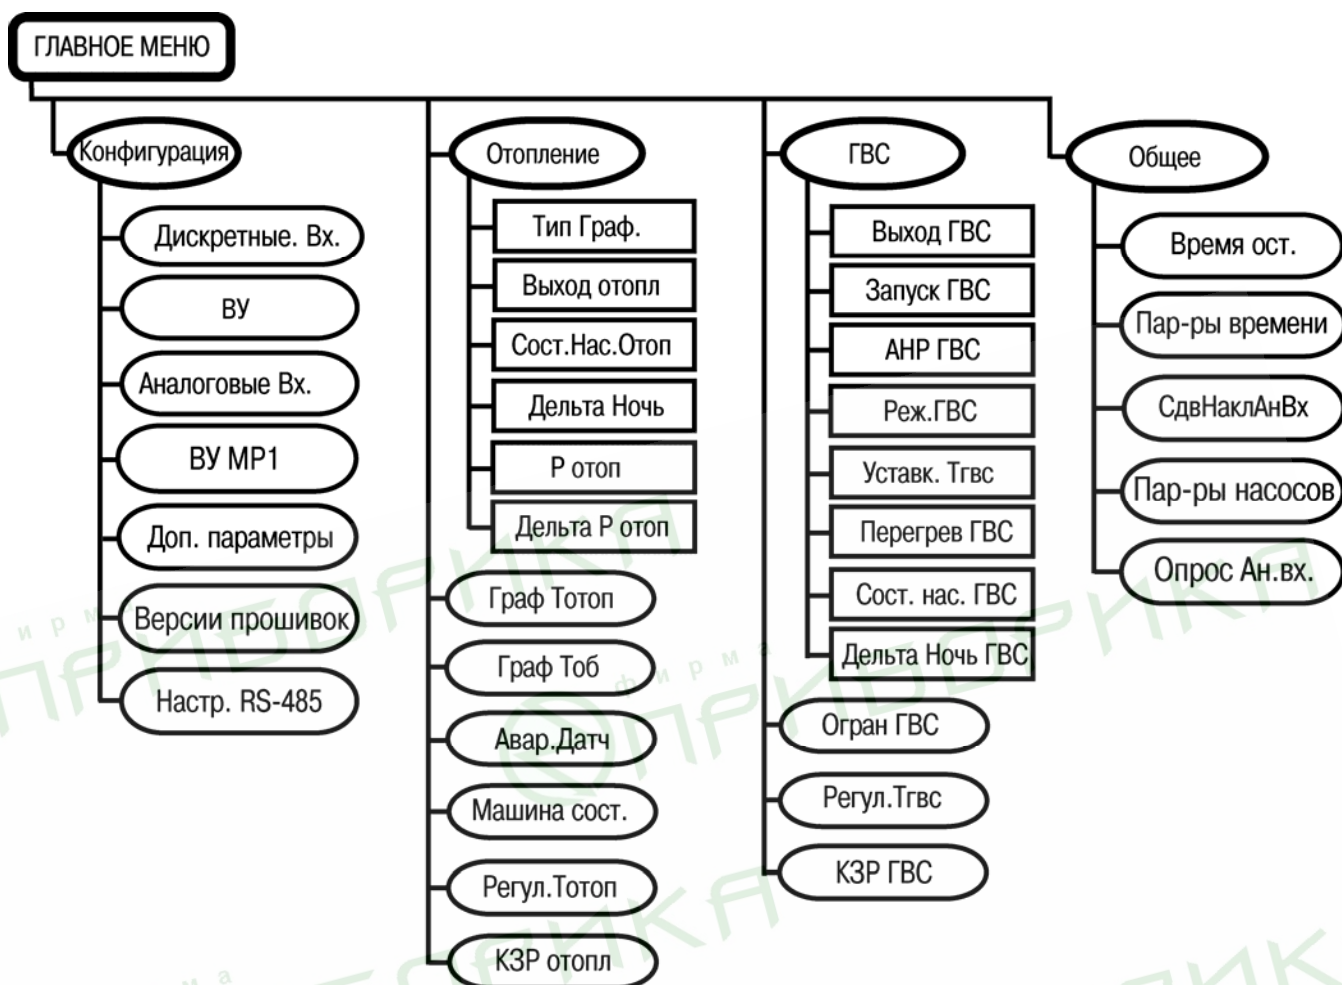 ГЛАВНОЕ МЕНЮ
Конфигурация
Дискретные. Вх.
ВУ
Аналоговые Вх.
ВУ МР1
Доп. параметры
Версии прошивок
Настр. RS-485
Отопление
Тип Граф.
Выход отопл
Сост.Нас.Отоп
Дельта Ночь
Р отоп
Дельта Р отоп
Граф Тотоп
Граф Тоб
Авар.Датч
Машина сост.
Регул.Тотоп
КЗР отопл
ГВС
Выход ГВС
Запуск ГВС
АНР ГВС
Реж.ГВС
Уставк. Тгвс
Перегрев ГВС
Сост. нас. ГВС
Дельта Ночь ГВС
Огран ГВС
Регул.Тгвс
КЗР ГВС
Общее
Время ост.
Пар-ры времени
СдвНаклАнВх
Пар-ры насосов
Опрос Ан.вх.
фирма
ПРИБОРИКА